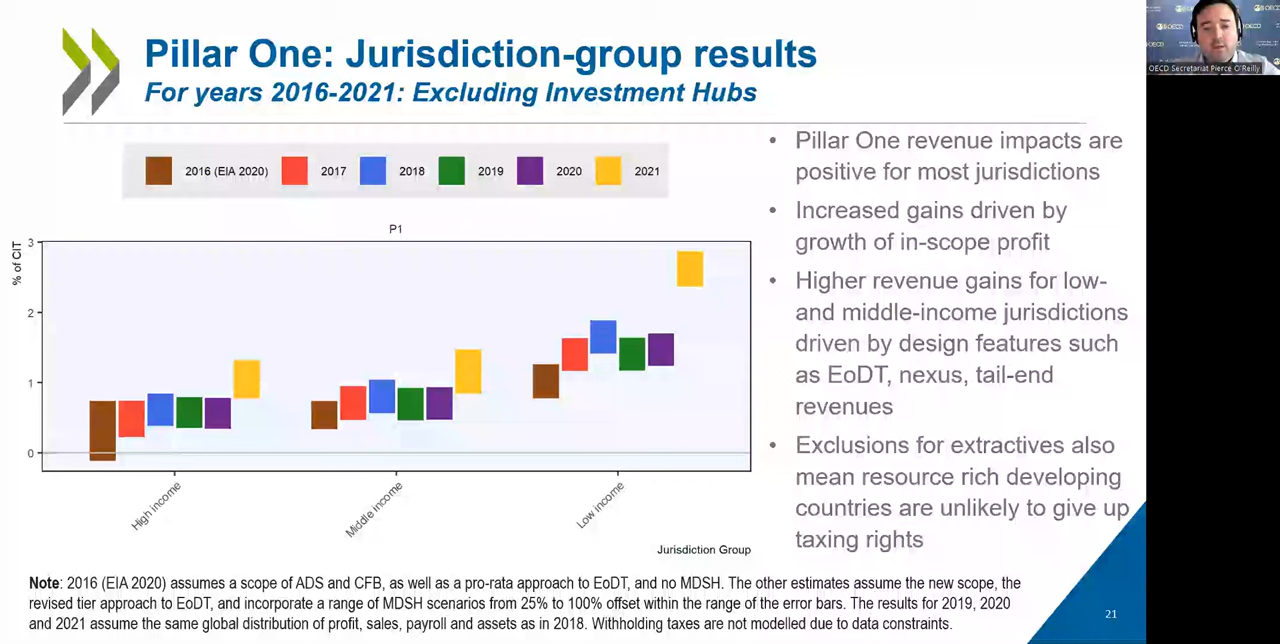 Pillar One: Jurisdiction-group results
For years 2016-2021: Excluding Investment Hubs
OECD Secretariat Pierce O'Reilly
2016 (EIA 2020) 2017 2018 2019 2020 2021
P1
% of CIT
3
2
1
0
High income
Middle income
Low income
Jurisdiction Group
• Pillar One revenue impacts are
positive for most jurisdictions
• Increased gains driven by
growth of in-scope profit
• Higher revenue gains for low-
and middle-income jurisdictions
driven by design features such
as EoDT, nexus, tail-end
revenues
• Exclusions for extractives also
mean resource rich developing
countries are unlikely to give up
taxing rights
Note: 2016 (EIA 2020) assumes a scope of ADS and CFB, as well as a pro-rata approach to EoDT, and no MDSH. The other estimates assume the new scope, the
revised tier approach to EoDT, and incorporate a range of MDSH scenarios from 25% to 100% offset within the range of the error bars. The results for 2019, 2020
and 2021 assume the same global distribution of profit, sales, payroll and assets as in 2018. Withholding taxes are not modelled due to data constraints.
21